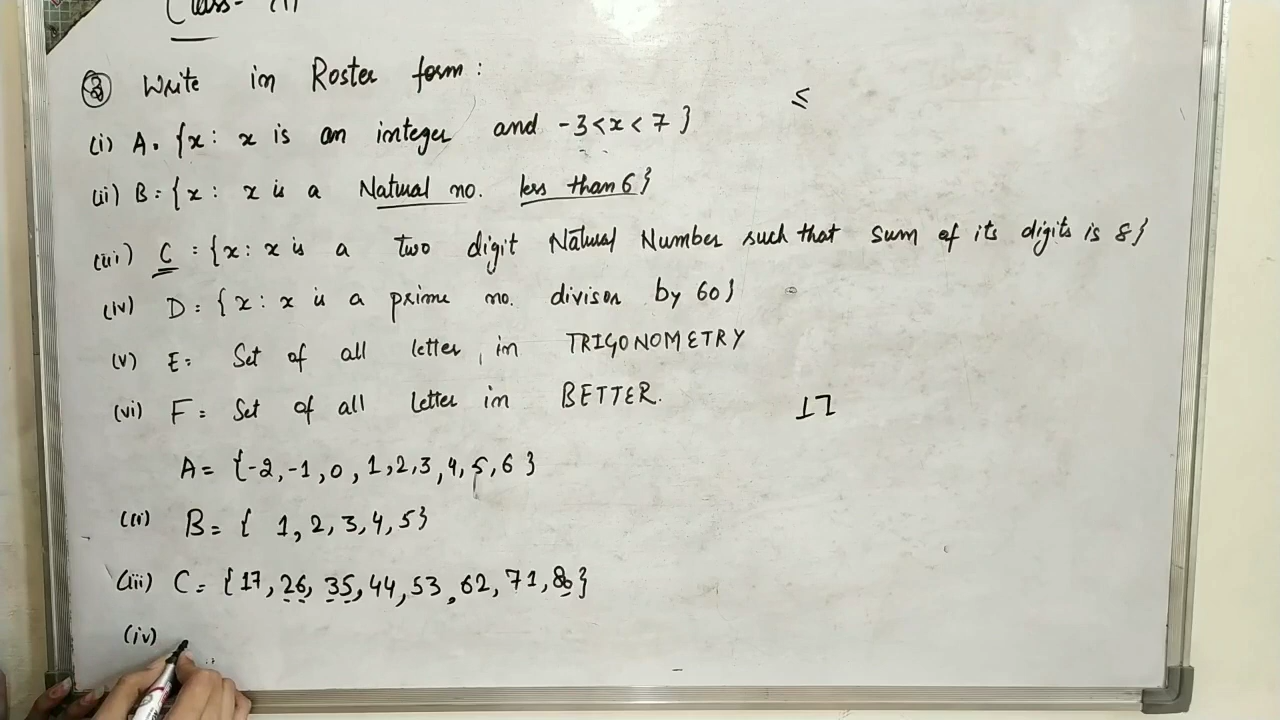 Class-
③ Write in Roster form :
≤
(i) A = {x : x is an integer and -3 < x < 7 }
(ii) B = {x : x is a Natural no. less than 6}
(iii) C = {x : x is a two digit Natural Number such that sum of its digits is 8}
(iv) D = {x : x is a prime no. divisor by 60}
(v) E = Set of all letter in TRIGONOMETRY
(vi) F = Set of all letter in BETTER.
A = {-2, -1, 0, 1, 2, 3, 4, 5, 6 }
(ii) B = { 1, 2, 3, 4, 5}
(iii) C = {17, 26, 35, 44, 53, 62, 71, 80}
(iv)